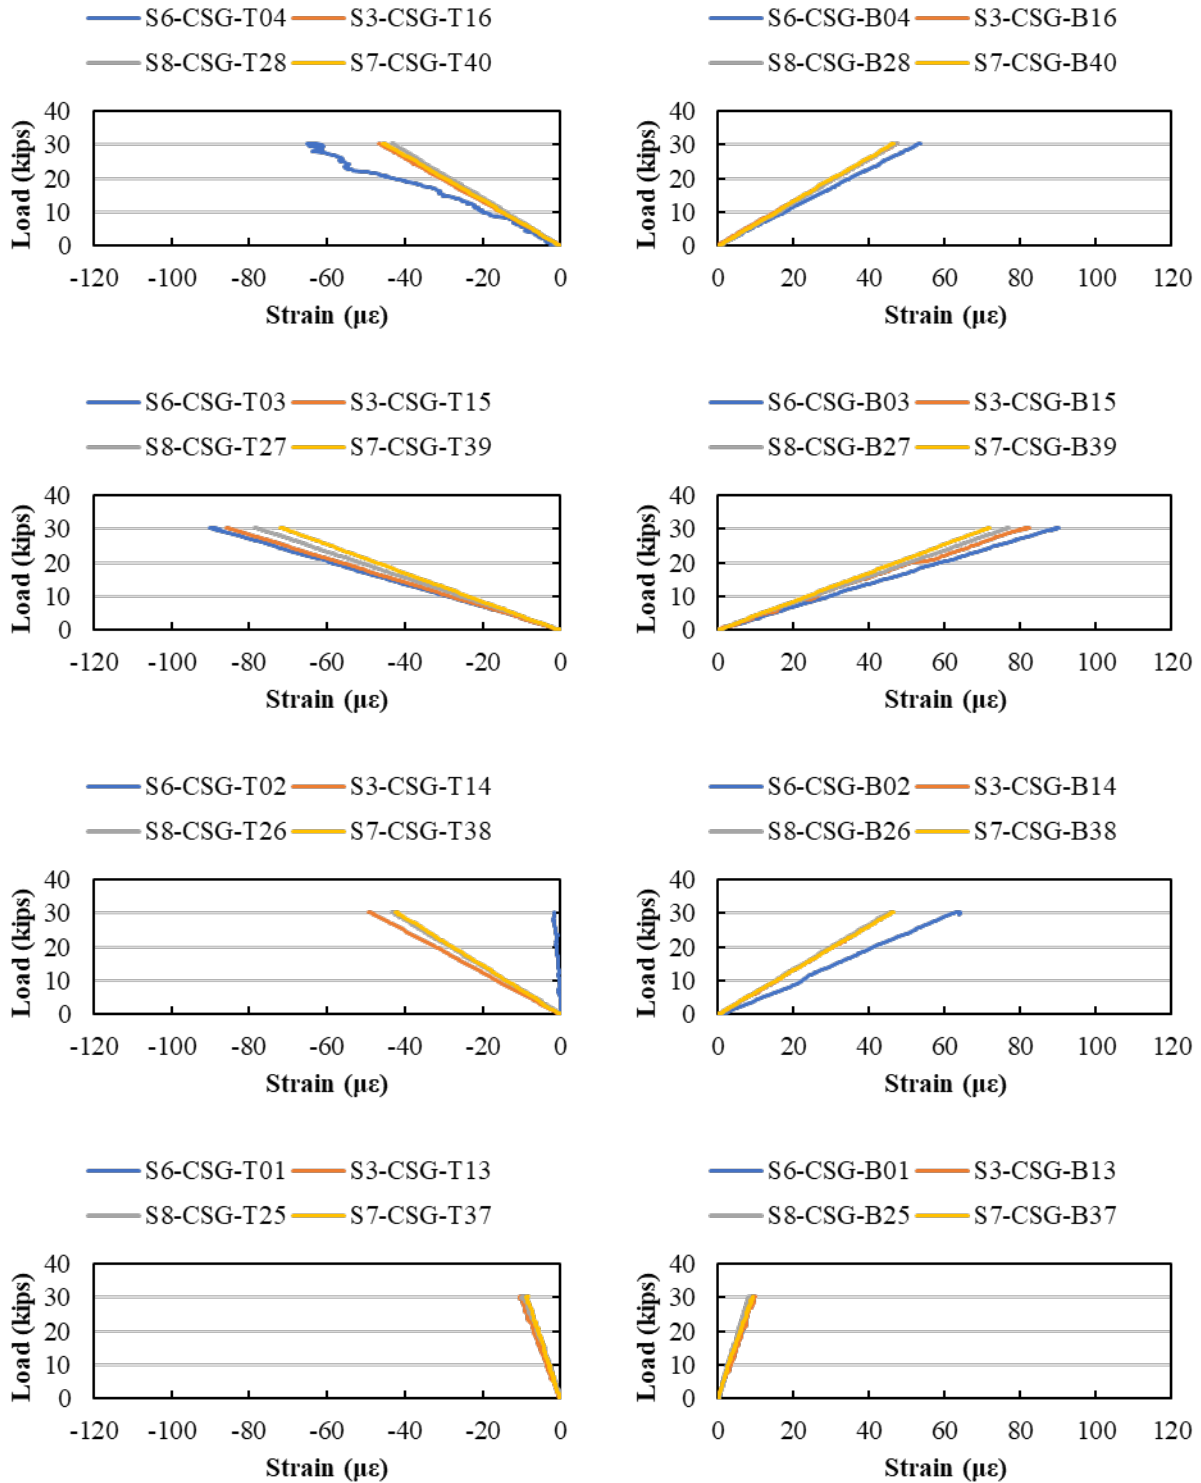 S6-CSG-T04 S3-CSG-T16
S8-CSG-T28 S7-CSG-T40
40
30
20
10
0
Load (kips)
-120 -100 -80 -60 -40 -20 0
Strain (µε)
S6-CSG-B04 S3-CSG-B16
S8-CSG-B28 S7-CSG-B40
40
30
20
10
0
Load (kips)
0 20 40 60 80 100 120
Strain (µε)
S6-CSG-T03 S3-CSG-T15
S8-CSG-T27 S7-CSG-T39
40
30
20
10
0
Load (kips)
-120 -100 -80 -60 -40 -20 0
Strain (µε)
S6-CSG-B03 S3-CSG-B15
S8-CSG-B27 S7-CSG-B39
40
30
20
10
0
Load (kips)
0 20 40 60 80 100 120
Strain (µε)
S6-CSG-T02 S3-CSG-T14
S8-CSG-T26 S7-CSG-T38
40
30
20
10
0
Load (kips)
-120 -100 -80 -60 -40 -20 0
Strain (µε)
S6-CSG-B02 S3-CSG-B14
S8-CSG-B26 S7-CSG-B38
40
30
20
10
0
Load (kips)
0 20 40 60 80 100 120
Strain (µε)
S6-CSG-T01 S3-CSG-T13
S8-CSG-T25 S7-CSG-T37
40
30
20
10
0
Load (kips)
-120 -100 -80 -60 -40 -20 0
Strain (µε)
S6-CSG-B01 S3-CSG-B13
S8-CSG-B25 S7-CSG-B37
40
30
20
10
0
Load (kips)
0 20 40 60 80 100 120
Strain (µε)